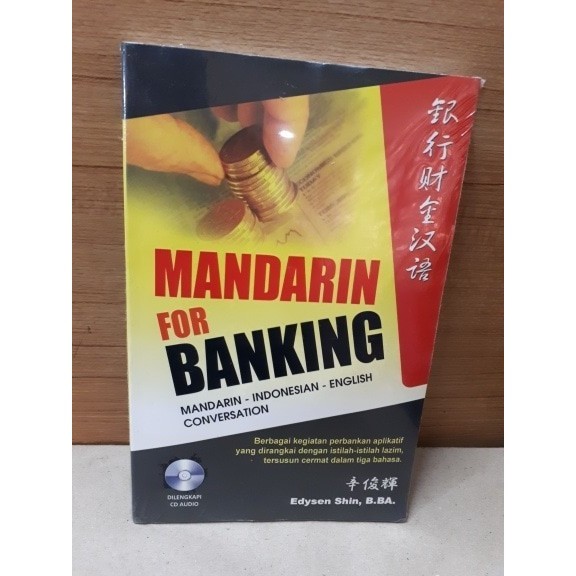 銀行财金汉语
MANDARIN
FOR
BANKING
MANDARIN - INDONESIAN - ENGLISH
CONVERSATION
Berbagai kegiatan perbankan aplikatif
yang dirangkai dengan istilah-istilah lazim,
tersusun cermat dalam tiga bahasa.
DILENGKAPI
CD AUDIO
辛俊輝
Edysen Shin, B.BA.